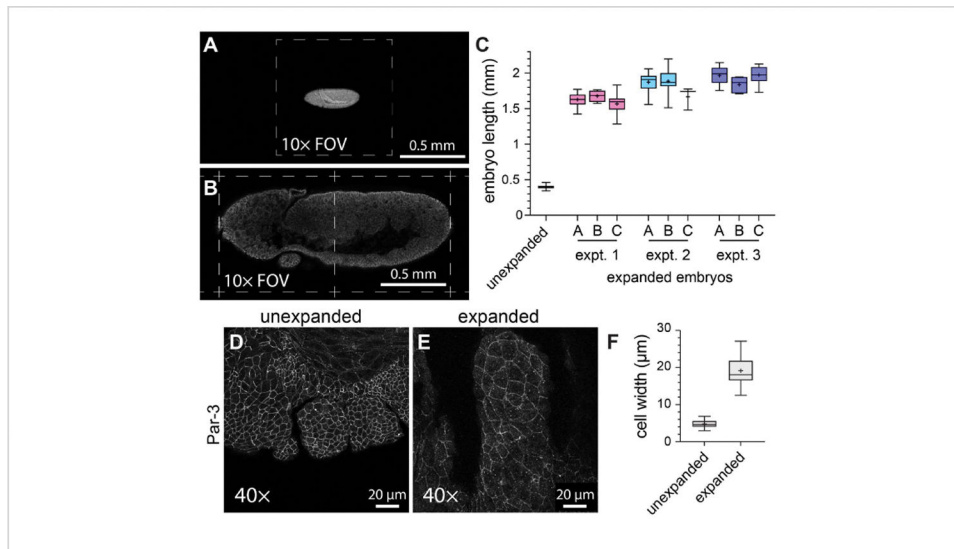 A
10× FOV
0.5 mm
B
10× FOV
0.5 mm
C
embryo length (mm)
2
1.5
1
0.5
0
unexpanded
A B C A B C A B C
expt. 1 expt. 2 expt. 3
expanded embryos
unexpanded expanded
Par-3
D
40×
20 µm
E
40×
20 µm
F
cell width (µm)
30
20
10
0
unexpanded
expanded